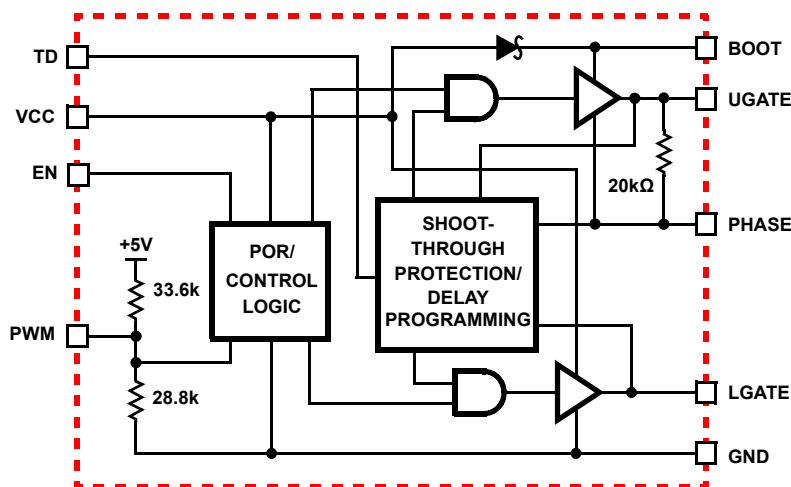 TD
BOOT
VCC
UGATE
EN
20kΩ
+5V
POR/
CONTROL
LOGIC
SHOOT-
THROUGH
PROTECTION/
DELAY
PROGRAMMING
PHASE
33.6k
PWM
28.8k
LGATE
GND